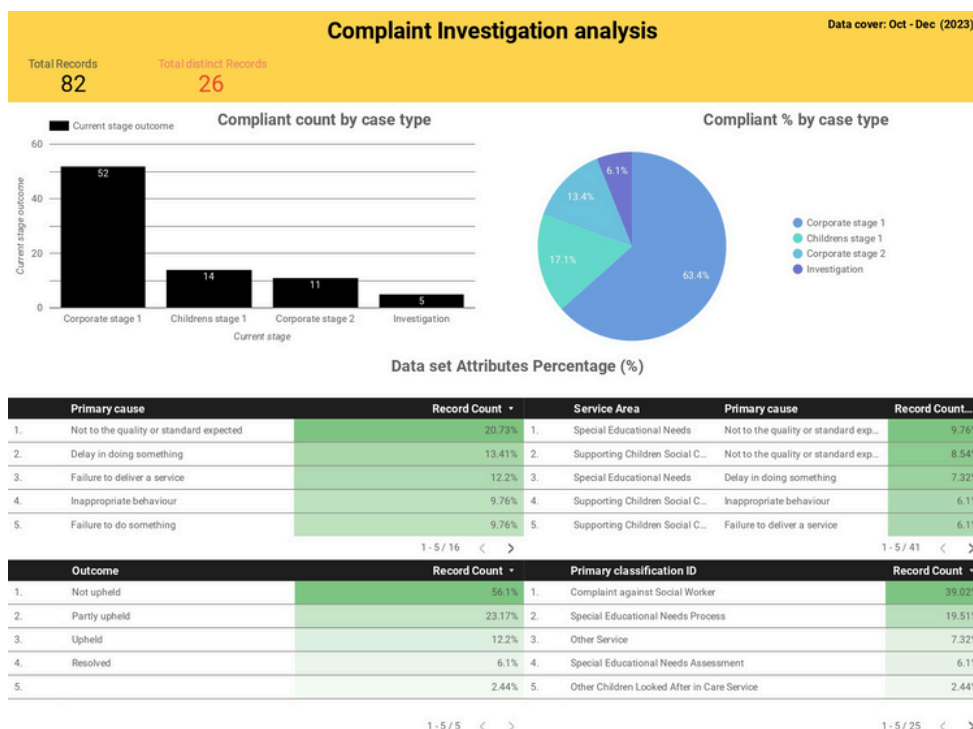 Complaint Investigation analysis
Data cover: Oct - Dec (2023)
Total Records
82
Total distinct Records
26
Compliant count by case type
Current stage outcome
60
40
20
0
Current stage outcome
52
14
11
5
Corporate stage 1
Childrens stage 1
Corporate stage 2
Investigation
Current stage
Compliant % by case type
6.1%
13.4%
17.1%
63.4%
Corporate stage 1
Childrens stage 1
Corporate stage 2
Investigation
Data set Attributes Percentage (%)
Primary cause Record Count
1. Not to the quality or standard expected 20.73%
2. Delay in doing something 13.41%
3. Failure to deliver a service 12.2%
4. Inappropriate behaviour 9.76%
5. Failure to do something 9.76%
1 - 5 / 16
Service Area Primary cause Record Count...
1. Special Educational Needs Not to the quality or standard exp... 9.76
2. Supporting Children Social C... Not to the quality or standard exp... 8.54
3. Special Educational Needs Delay in doing something 7.32
4. Supporting Children Social C... Inappropriate behaviour 6.1
5. Supporting Children Social C... Failure to deliver a service 6.1
1 - 5 / 41
Outcome Record Count
1. Not upheld 56.1%
2. Partly upheld 23.17%
3. Upheld 12.2%
4. Resolved 6.1%
5. 2.44%
1 - 5 / 5
Primary classification ID Record Count
1. Complaint against Social Worker 39.02
2. Special Educational Needs Process 19.51
3. Other Service 7.32
4. Special Educational Needs Assessment 6.1
5. Other Children Looked After in Care Service 2.44
1 - 5 / 25